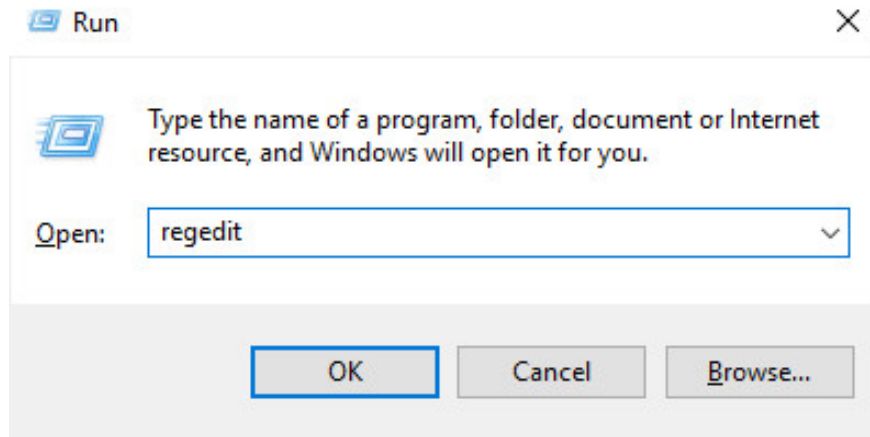 Run
Type the name of a program, folder, document or Internet
resource, and Windows will open it for you.
Open: regedit
OK Cancel Browse...